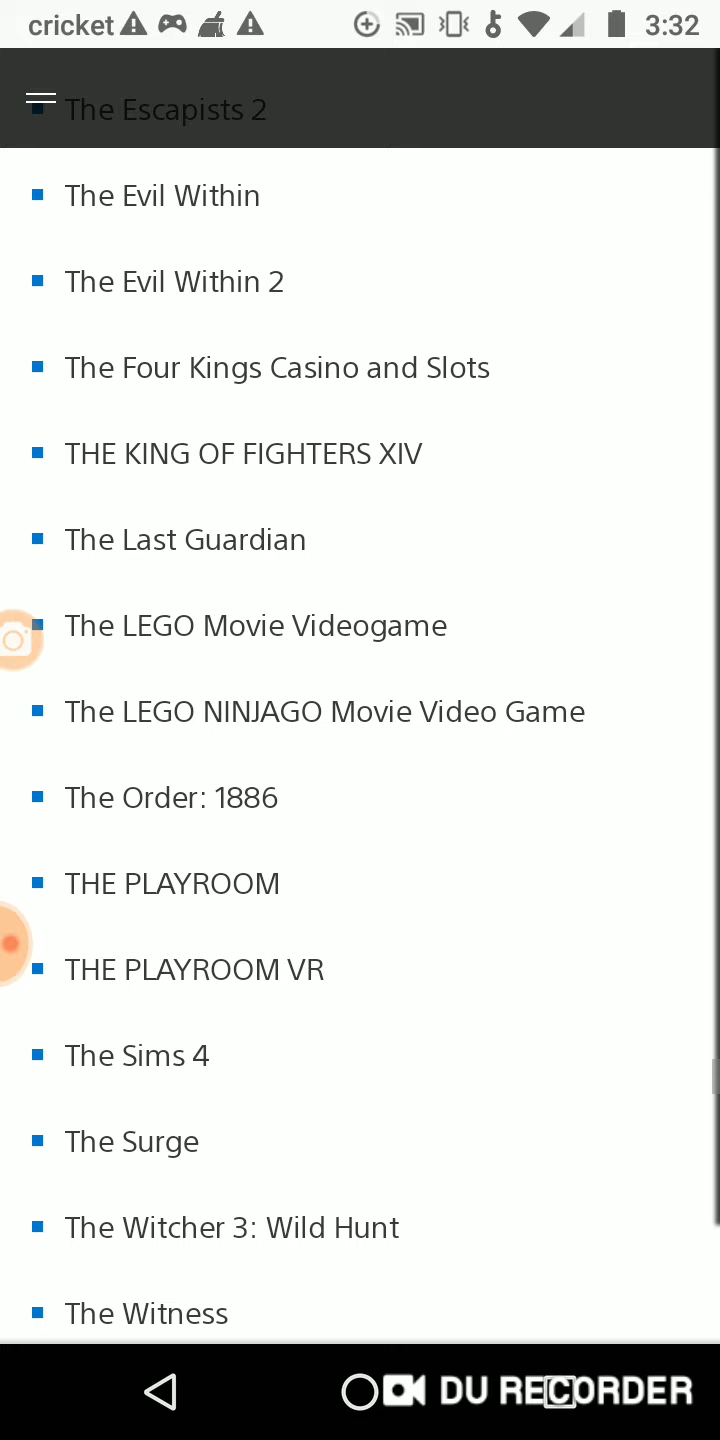 cricket 3:32
The Escapists 2
The Evil Within
The Evil Within 2
The Four Kings Casino and Slots
THE KING OF FIGHTERS XIV
The Last Guardian
The LEGO Movie Videogame
The LEGO NINJAGO Movie Video Game
The Order: 1886
THE PLAYROOM
THE PLAYROOM VR
The Sims 4
The Surge
The Witcher 3: Wild Hunt
The Witness
DU RECORDER